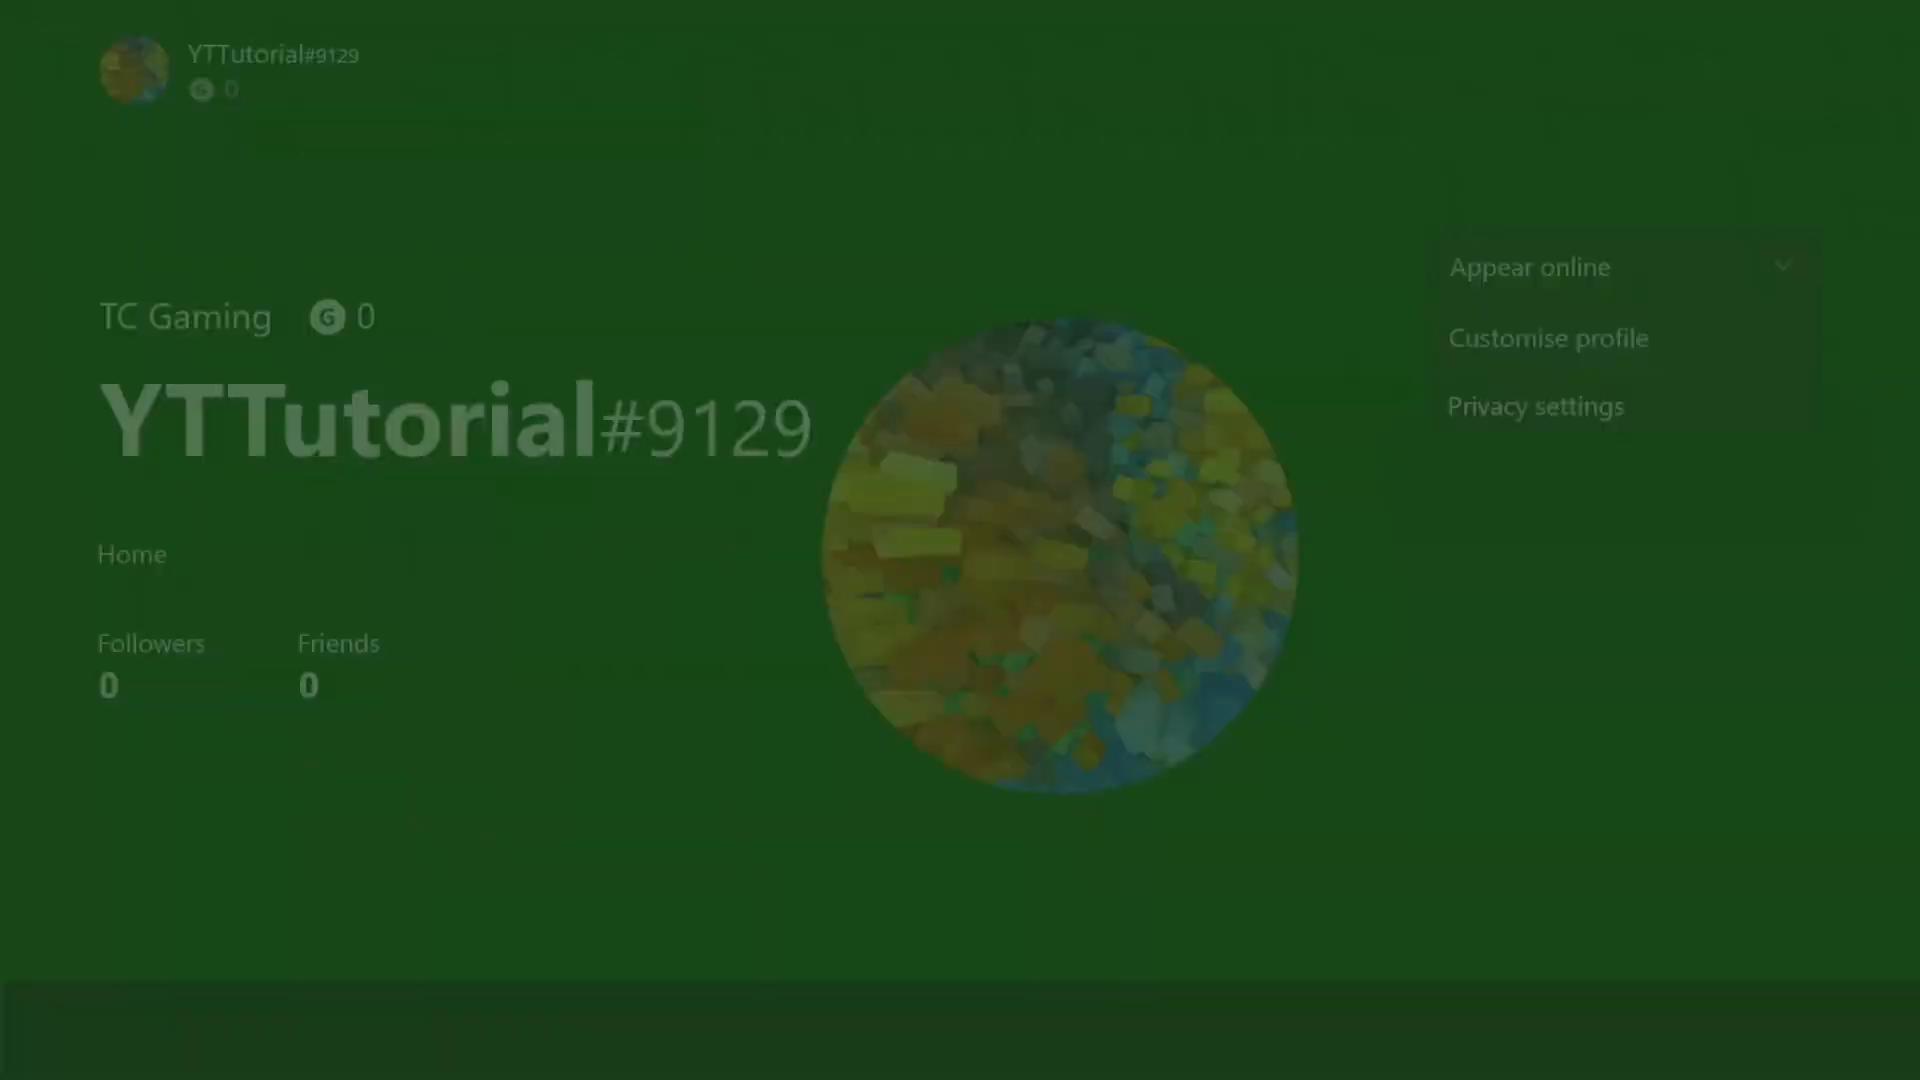 YTTutorial#9129
G 0
TC Gaming G 0
YTTutorial#9129
Appear online
Customise profile
Privacy settings
Home
Followers Friends
0 0